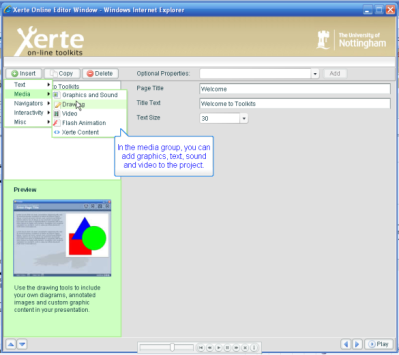 Xerte Online Editor Window - Windows Internet Explorer
Xerte
on-line toolkits
The University of
Nottingham
Insert
Copy
Delete
Optional Properties:
Add
Text
Media
Navigators
Interactivity
Misc
o Toolkits
Graphics and Sound
Drawing
Video
Flash Animation
Xerte Content
Page Title
Welcome
Title Text
Welcome to Toolkits
Text Size
30
In the media group, you can
add graphics, text, sound
and video to the project.
Preview
Use the drawing tools to include
your own diagrams, annotated
images and custom graphic
content in your presentation.
Play